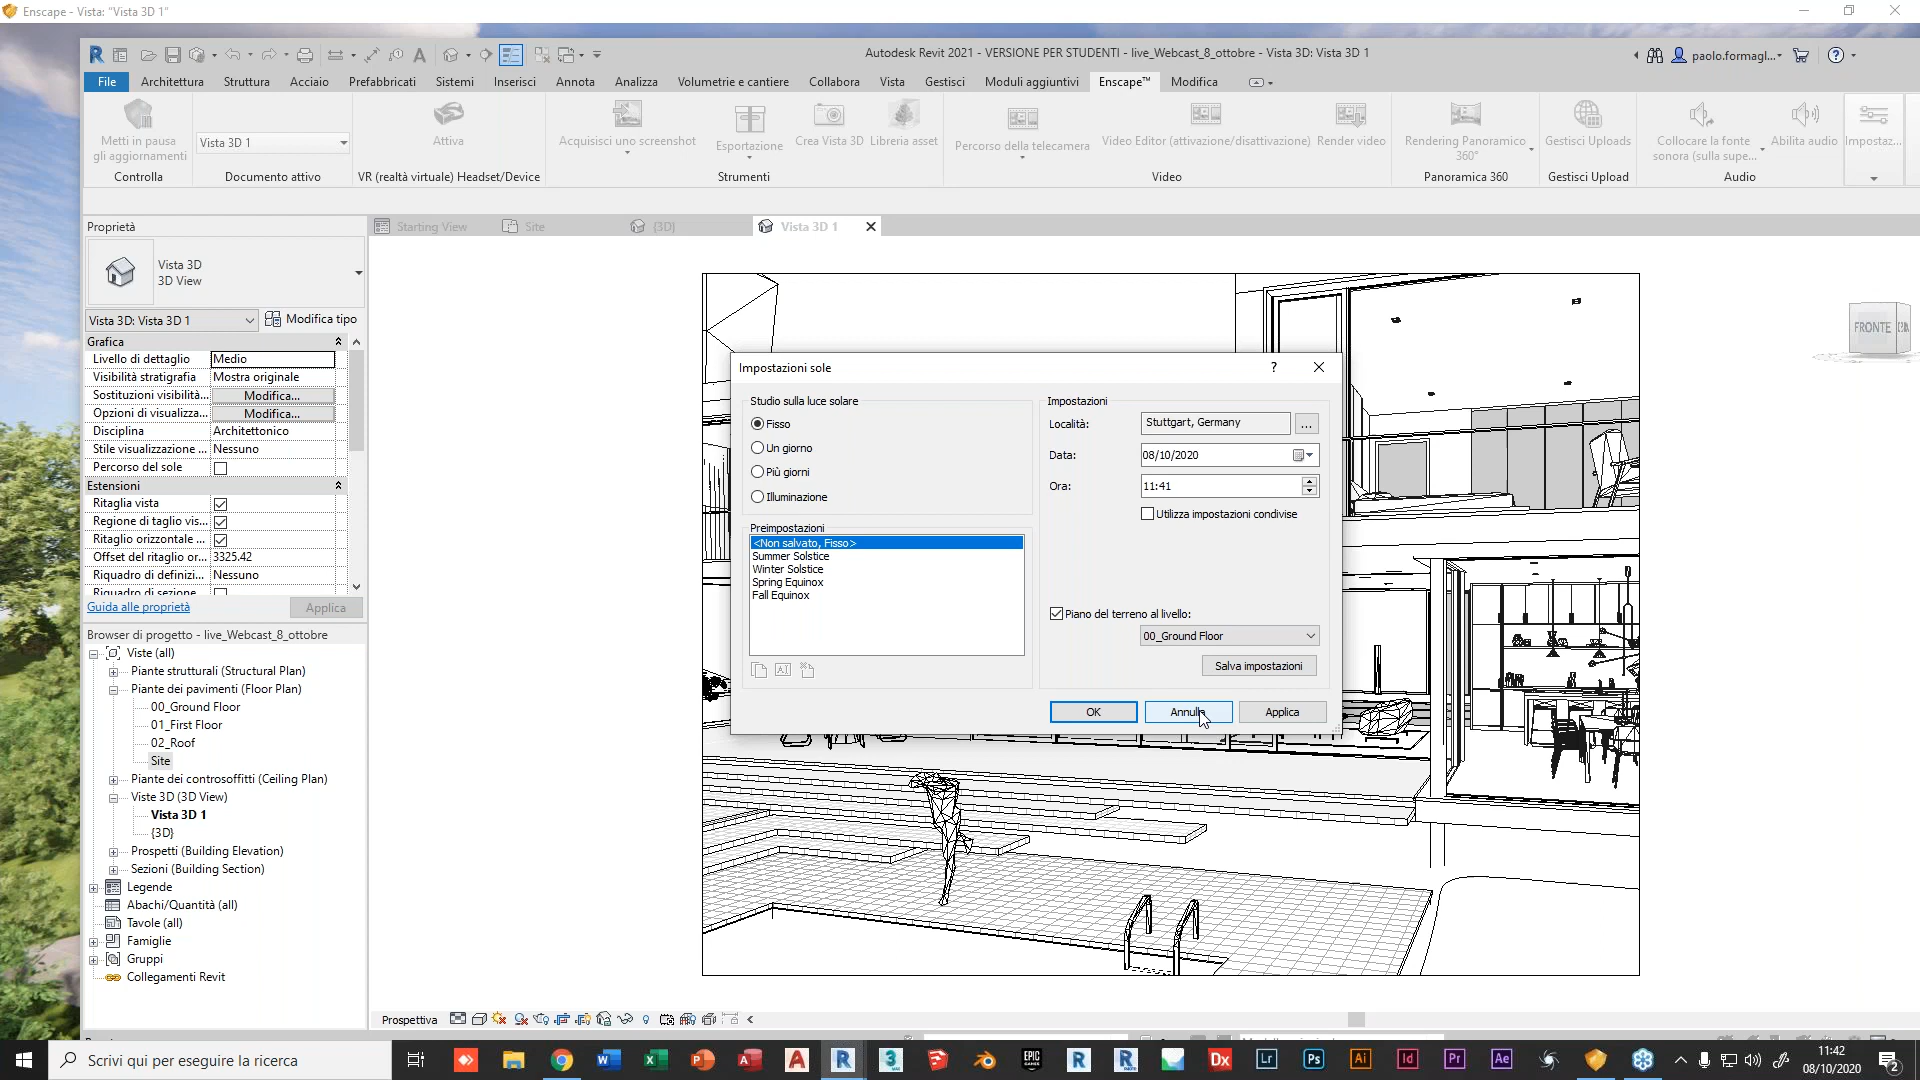 Enscape - Vista: "Vista 3D 1"
Autodesk Revit 2021 - VERSIONE PER STUDENTI - live_Webcast_8_ottobre - Vista 3D: Vista 3D 1
paolo.formagl...
File
Architettura
Struttura
Acciaio
Prefabbricati
Sistemi
Inserisci
Annota
Analizza
Volumetrie e cantiere
Collabora
Vista
Gestisci
Moduli aggiuntivi
Enscape™
Modifica
Metti in pausa
gli aggiornamenti
Controlla
Vista 3D 1
Documento attivo
Attiva
VR (realtà virtuale) Headset/Device
Acquisisci uno screenshot
Esportazione
Crea Vista 3D
Libreria asset
Strumenti
Percorso della telecamera
Video Editor (attivazione/disattivazione)
Render video
Video
Rendering Panoramico
360°
Panoramica 360
Gestisci Uploads
Gestisci Upload
Collocare la fonte
sonora (sulla supe...
Abilita audio
Audio
Impostaz...
Proprietà
Starting View
Site
{3D}
Vista 3D 1
Vista 3D
3D View
Vista 3D: Vista 3D 1
Modifica tipo
Grafica
Livello di dettaglio Medio
Visibilità stratigrafia Mostra originale
Sostituzioni visibilità... Modifica...
Opzioni di visualizza... Modifica...
Disciplina Architettonico
Stile visualizzazione ... Nessuno
Percorso del sole
Estensioni
Ritaglia vista
Regione di taglio vis...
Ritaglio orizzontale ...
Offset del ritaglio or... 3325.42
Riquadro di definizi... Nessuno
Riquadro di sezione
Guida alle proprietà
Applica
Browser di progetto - live_Webcast_8_ottobre
Viste (all)
Piante strutturali (Structural Plan)
Piante dei pavimenti (Floor Plan)
00_Ground Floor
01_First Floor
02_Roof
Site
Piante dei controsoffitti (Ceiling Plan)
Viste 3D (3D View)
Vista 3D 1
{3D}
Prospetti (Building Elevation)
Sezioni (Building Section)
Legende
Abachi/Quantità (all)
Tavole (all)
Famiglie
Gruppi
Collegamenti Revit
FRONTE
Impostazioni sole
?
Studio sulla luce solare
Fisso
Un giorno
Più giorni
Illuminazione
Preimpostazioni
<Non salvato, Fisso>
Summer Solstice
Winter Solstice
Spring Equinox
Fall Equinox
Impostazioni
Località: Stuttgart, Germany ...
Data: 08/10/2020
Ora: 11:41
Utilizza impostazioni condivise
Piano del terreno al livello:
00_Ground Floor
Salva impostazioni
OK
Annulla
Applica
Prospettiva
Scrivi qui per eseguire la ricerca
EPIC
GAMES
Dx
Lr
Ps
Ai
Id
Pr
Ae
11:42
08/10/2020
2